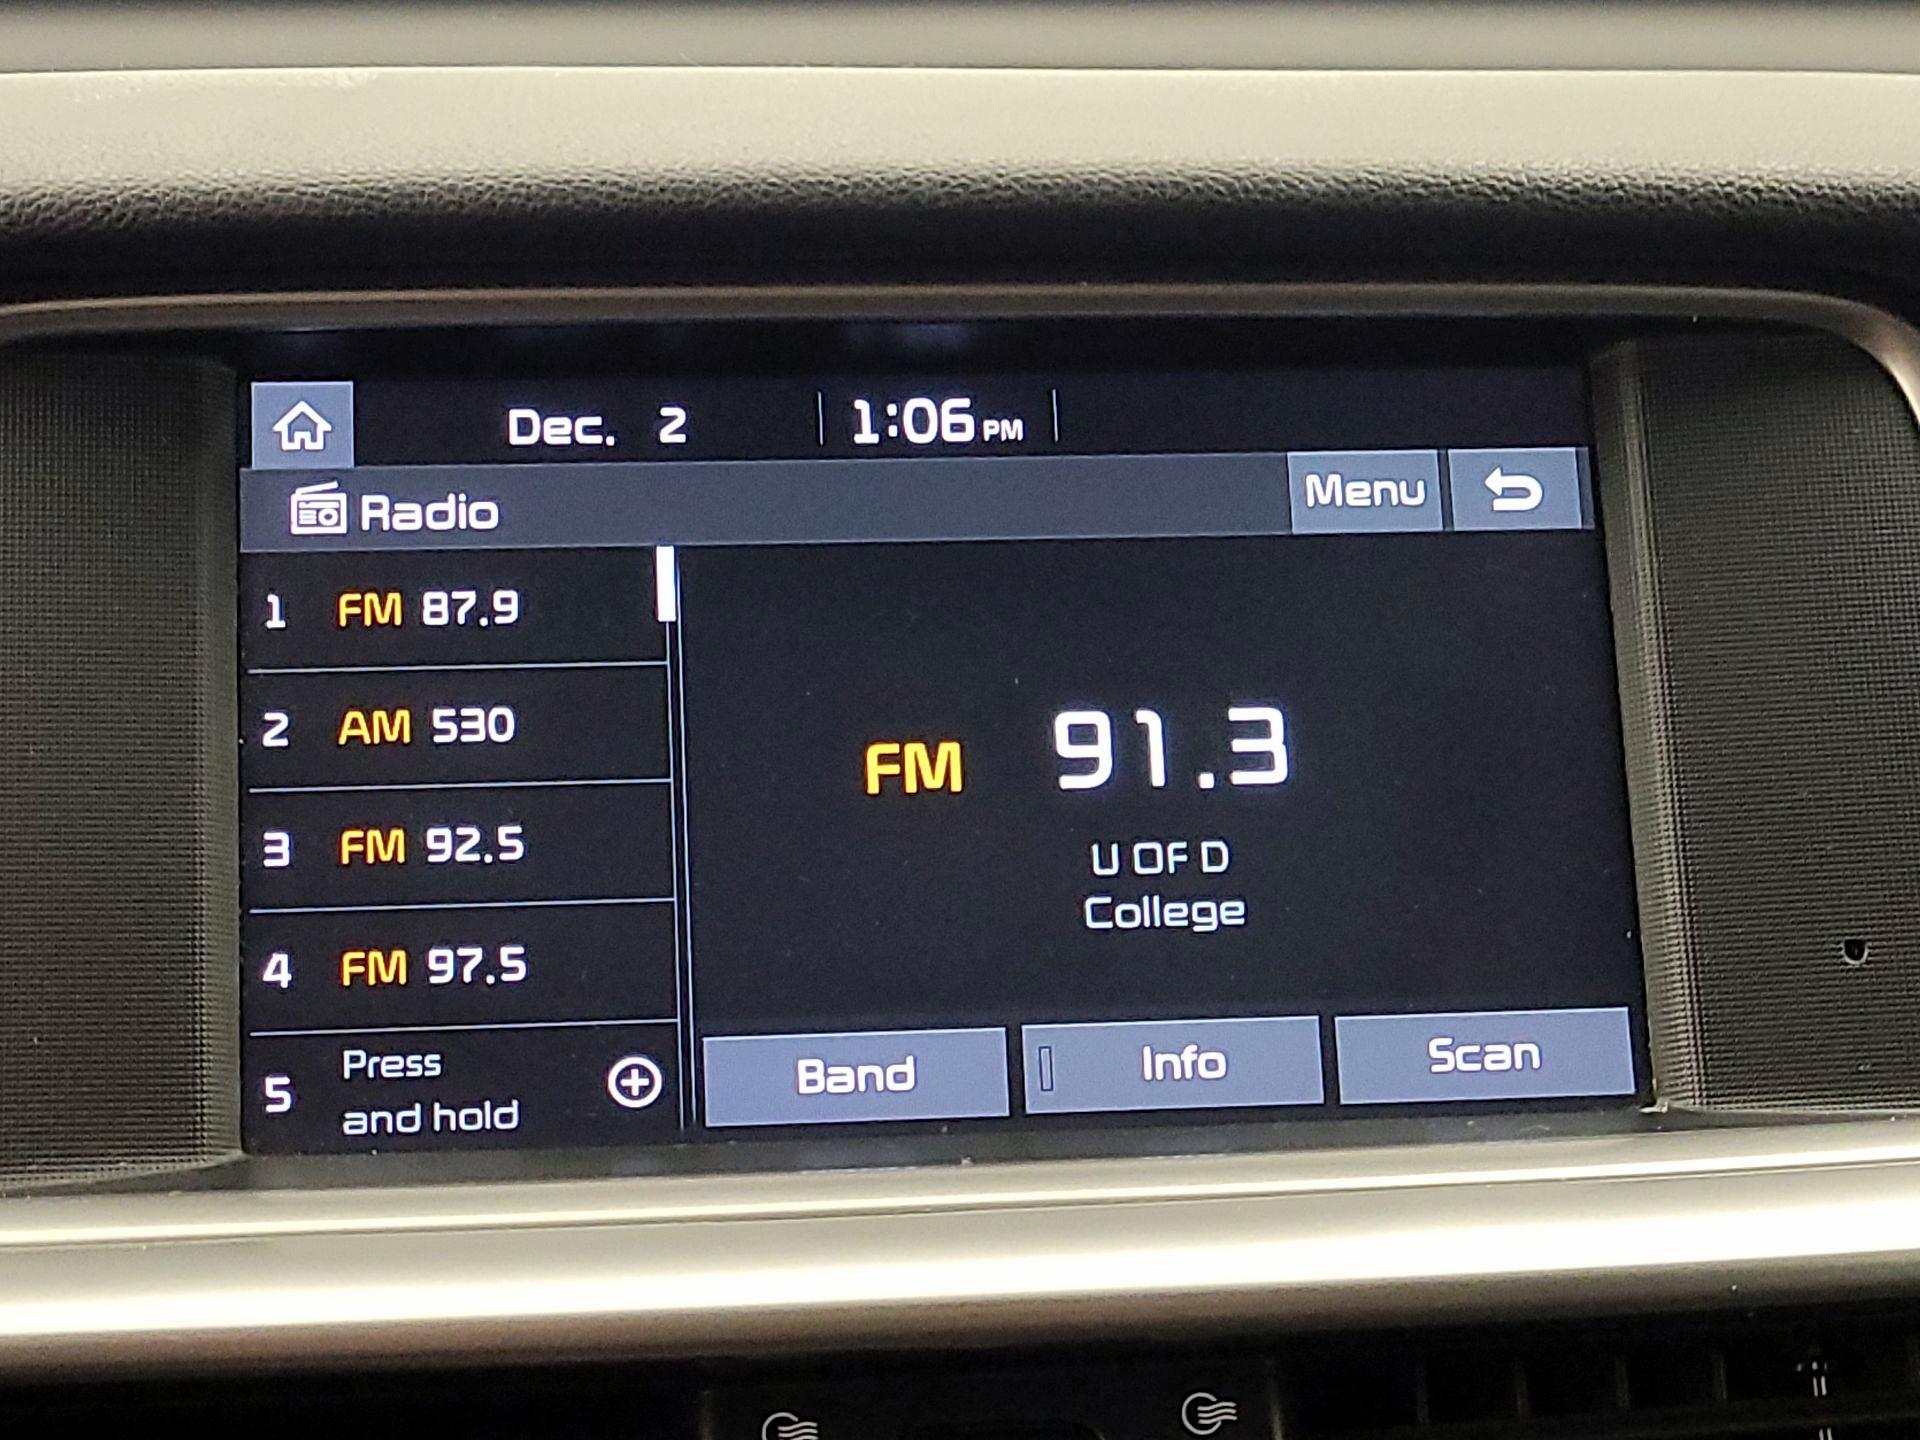 Dec. 2 1:06 PM
Radio
Menu
1 FM 87.9
2 AM 530
3 FM 92.5
4 FM 97.5
5 Press
and hold
FM 91.3
U OF D
College
Band
Info
Scan